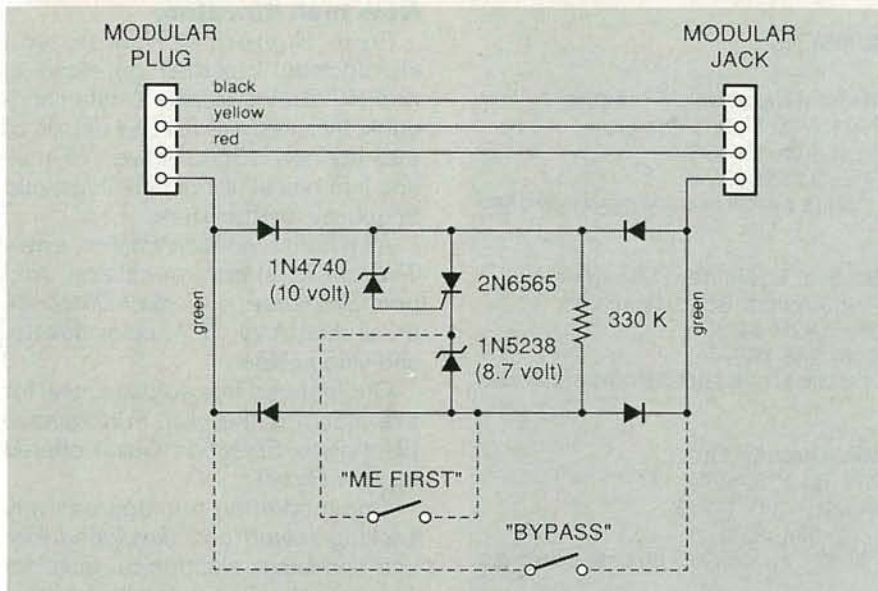 MODULAR
PLUG
MODULAR
JACK
black
yellow
red
1N4740
(10 volt)
2N6565
330 K
1N5238
(8.7 volt)
green
green
"ME FIRST"
"BYPASS"